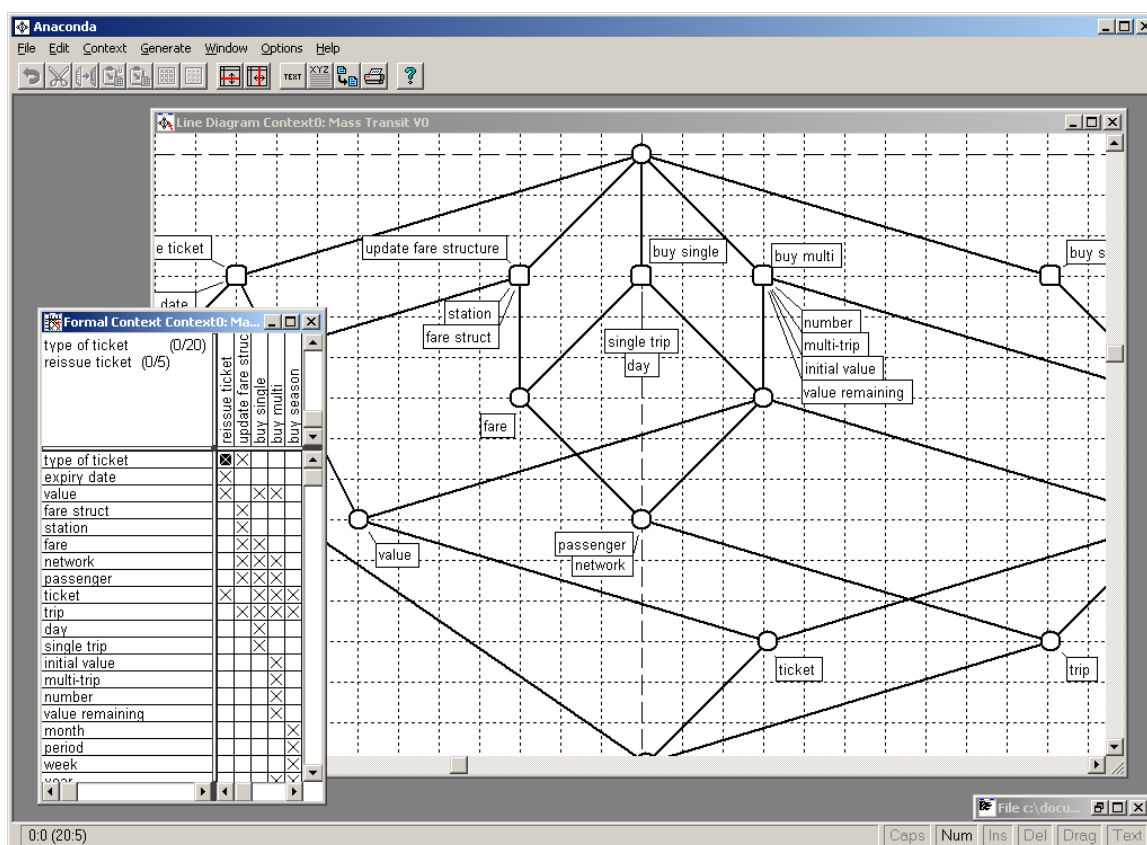 Anaconda
File Edit Context Generate Window Options Help
TEXT XYZ ?
Line Diagram Context0: Mass Transit V0
e ticket
update fare structure
buy single
buy multi
buy s
date
station
fare struct
single trip
day
number
multi-trip
initial value
value remaining
fare
value
passenger
network
ticket
trip
Formal Context Context0: Ma...
type of ticket (0/20)
reissue ticket (0/5)
reissue ticket
update fare struc
buy single
buy multi
buy season
type of ticket
expiry date
value
fare struct
station
fare
network
passenger
ticket
trip
day
single trip
initial value
multi-trip
number
value remaining
month
period
week
year
File c:\docu...
0:0 (20:5)
Caps Num Ins Del Drag Text